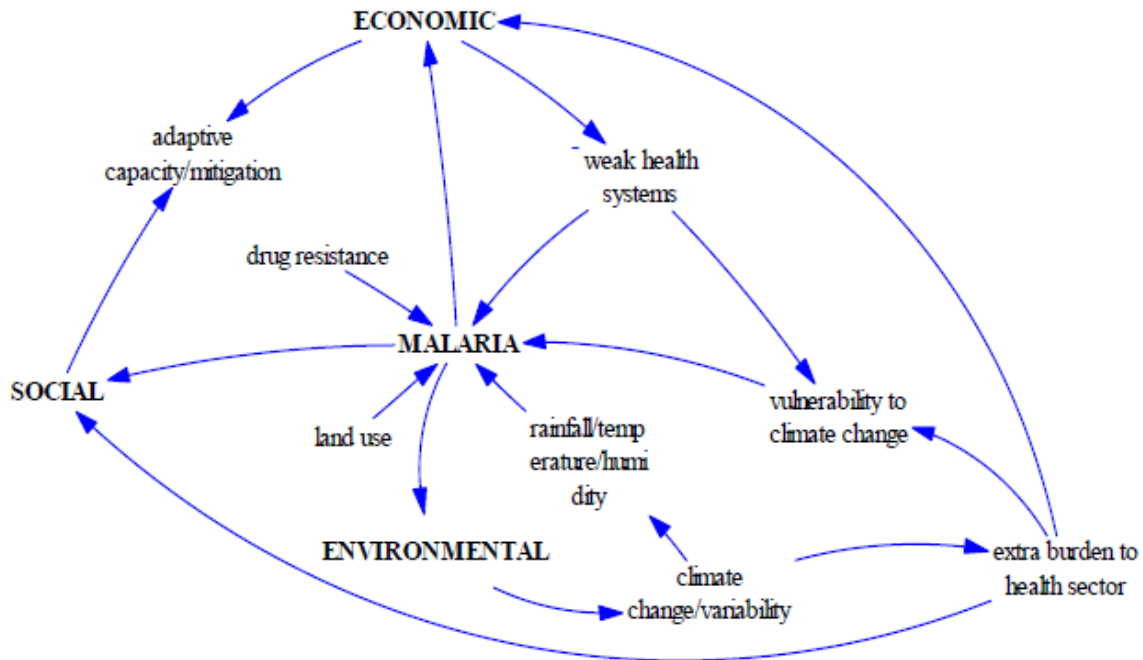 ECONOMIC
adaptive
capacity/mitigation
weak health
systems
drug resistance
MALARIA
SOCIAL
land use
rainfall/temp
erature/humi
dity
vulnerability to
climate change
ENVIRONMENTAL
climate
change/variability
extra burden to
health sector